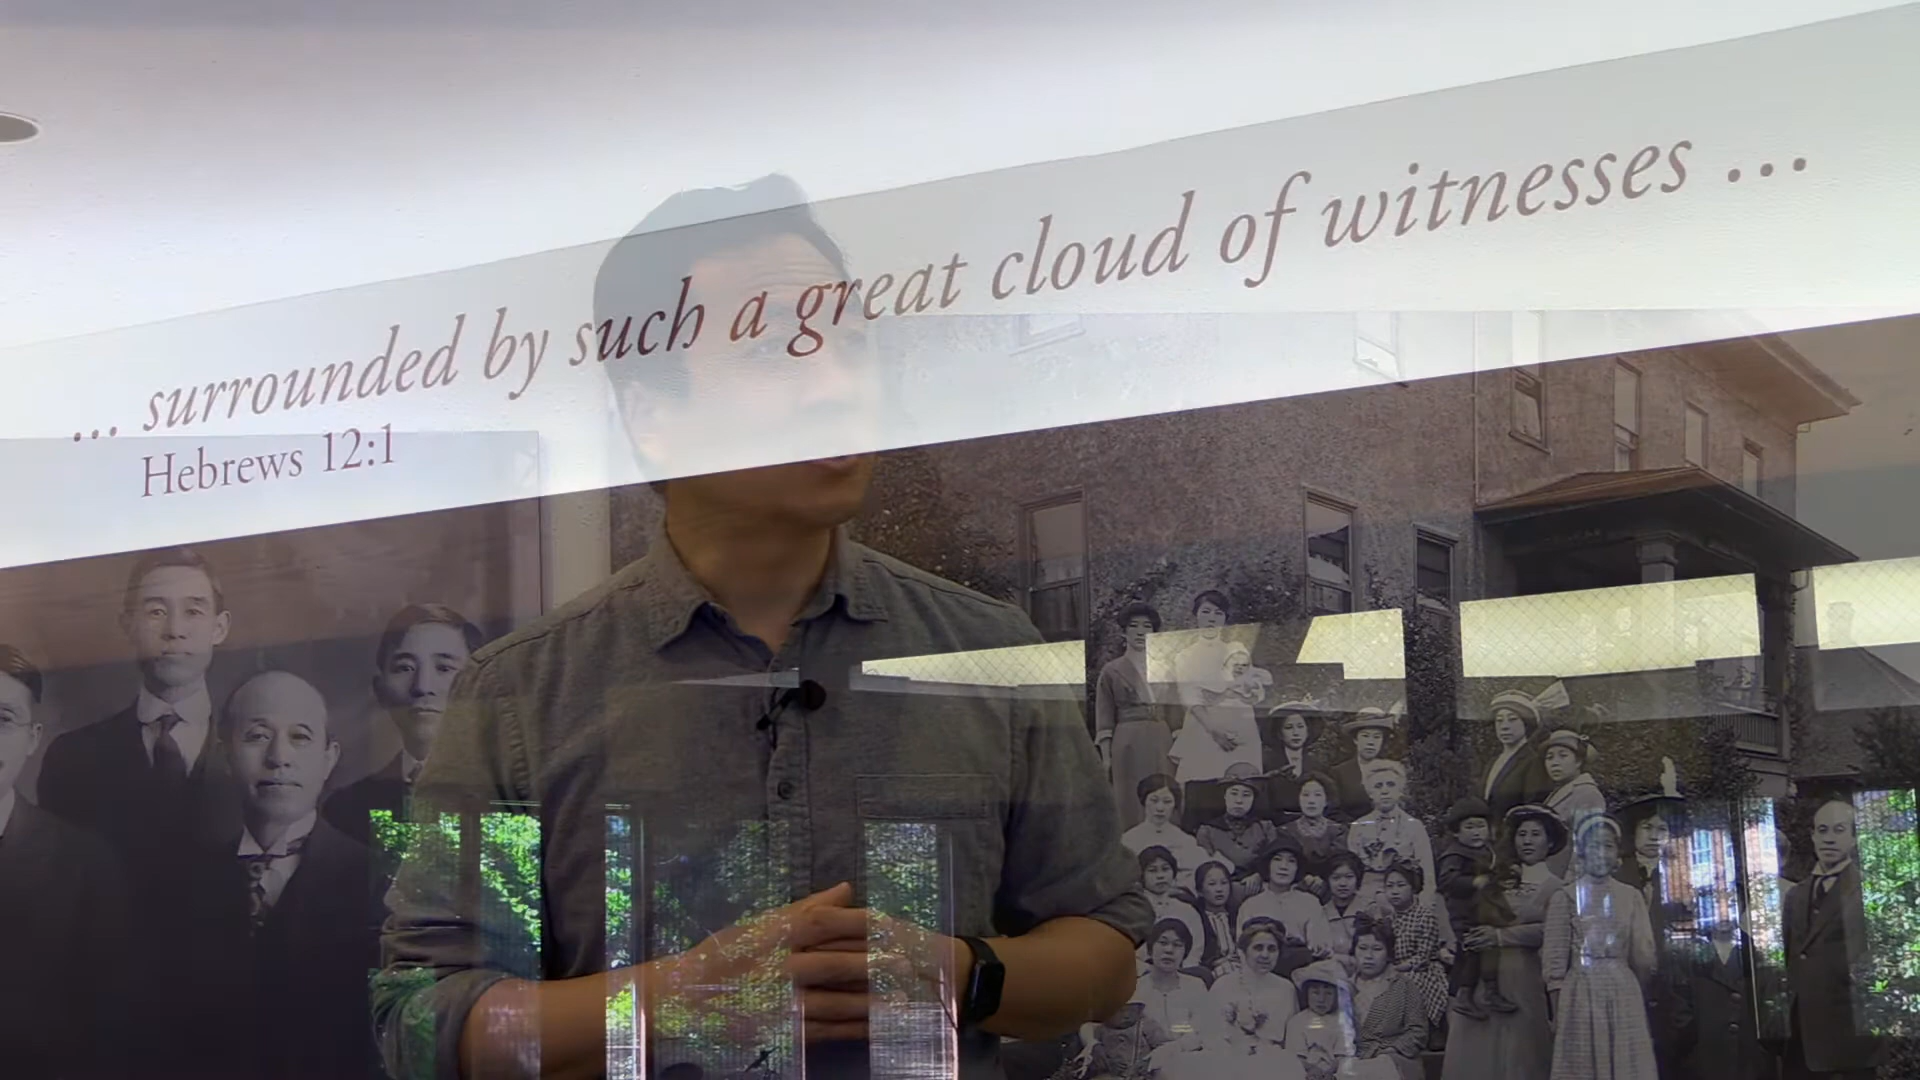 ... surrounded by such a great cloud of witnesses ...
Hebrews 12:1